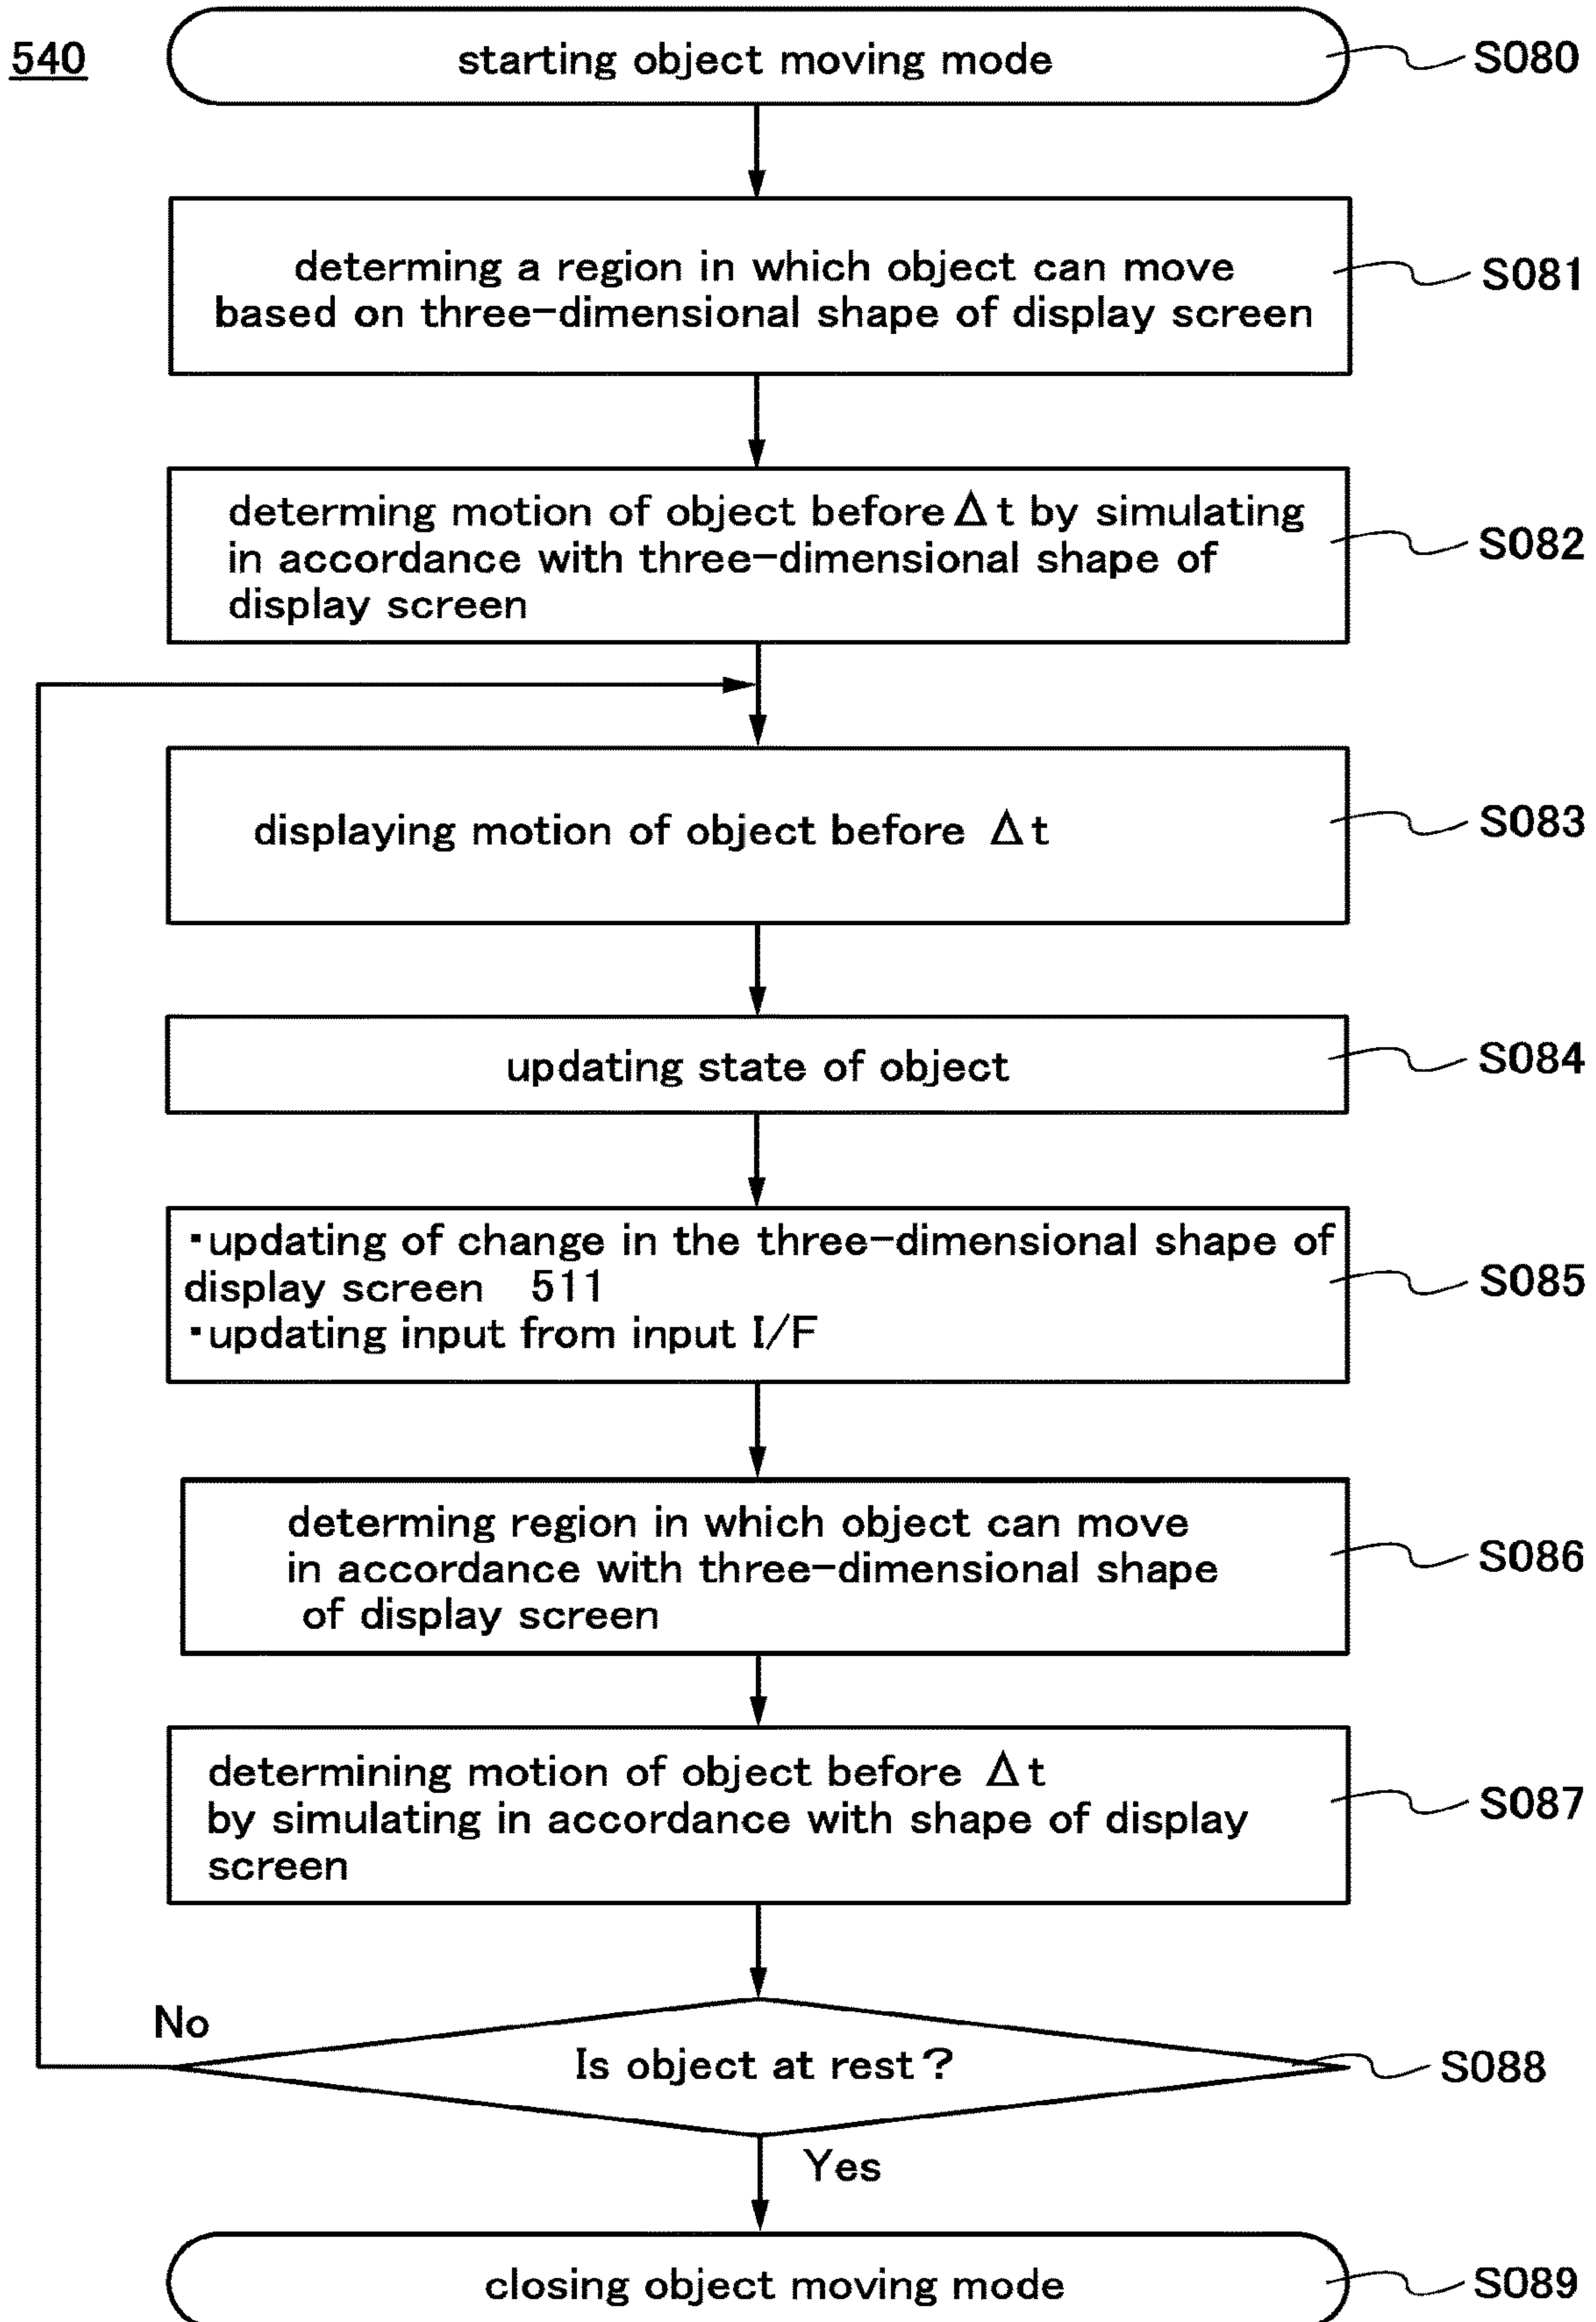 540
starting object moving mode
S080
determing a region in which object can move
based on three-dimensional shape of display screen
S081
determing motion of object before Δt by simulating
in accordance with three-dimensional shape of
display screen
S082
displaying motion of object before Δt
S083
updating state of object
S084
・updating of change in the three-dimensional shape of
display screen 511
・updating input from input I/F
S085
determing region in which object can move
in accordance with three-dimensional shape
of display screen
S086
determining motion of object before Δt
by simulating in accordance with shape of display
screen
S087
No
Is object at rest?
S088
Yes
closing object moving mode
S089